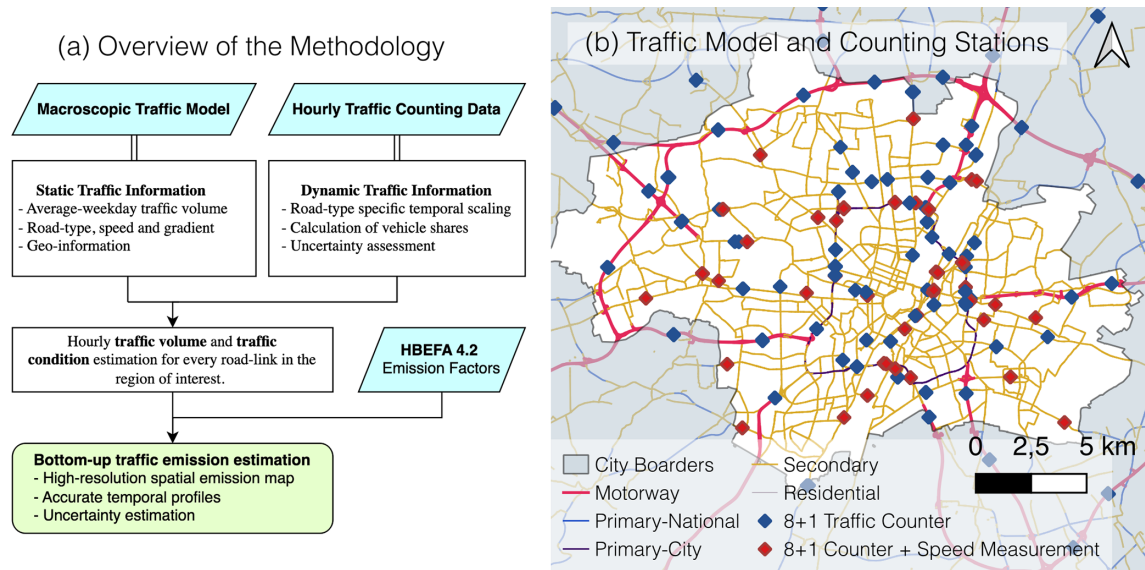 (a) Overview of the Methodology
Macroscopic Traffic Model
Hourly Traffic Counting Data
Static Traffic Information
- Average-weekday traffic volume
- Road-type, speed and gradient
- Geo-information
Dynamic Traffic Information
- Road-type specific temporal scaling
- Calculation of vehicle shares
- Uncertainty assessment
Hourly traffic volume and traffic
condition estimation for every road-link in the
region of interest.
HBEFA 4.2
Emission Factors
Bottom-up traffic emission estimation
- High-resolution spatial emission map
- Accurate temporal profiles
- Uncertainty estimation
(b) Traffic Model and Counting Stations
0 2,5 5 km
City Boarders
Motorway
Primary-National
Primary-City
Secondary
Residential
8+1 Traffic Counter
8+1 Counter + Speed Measurement